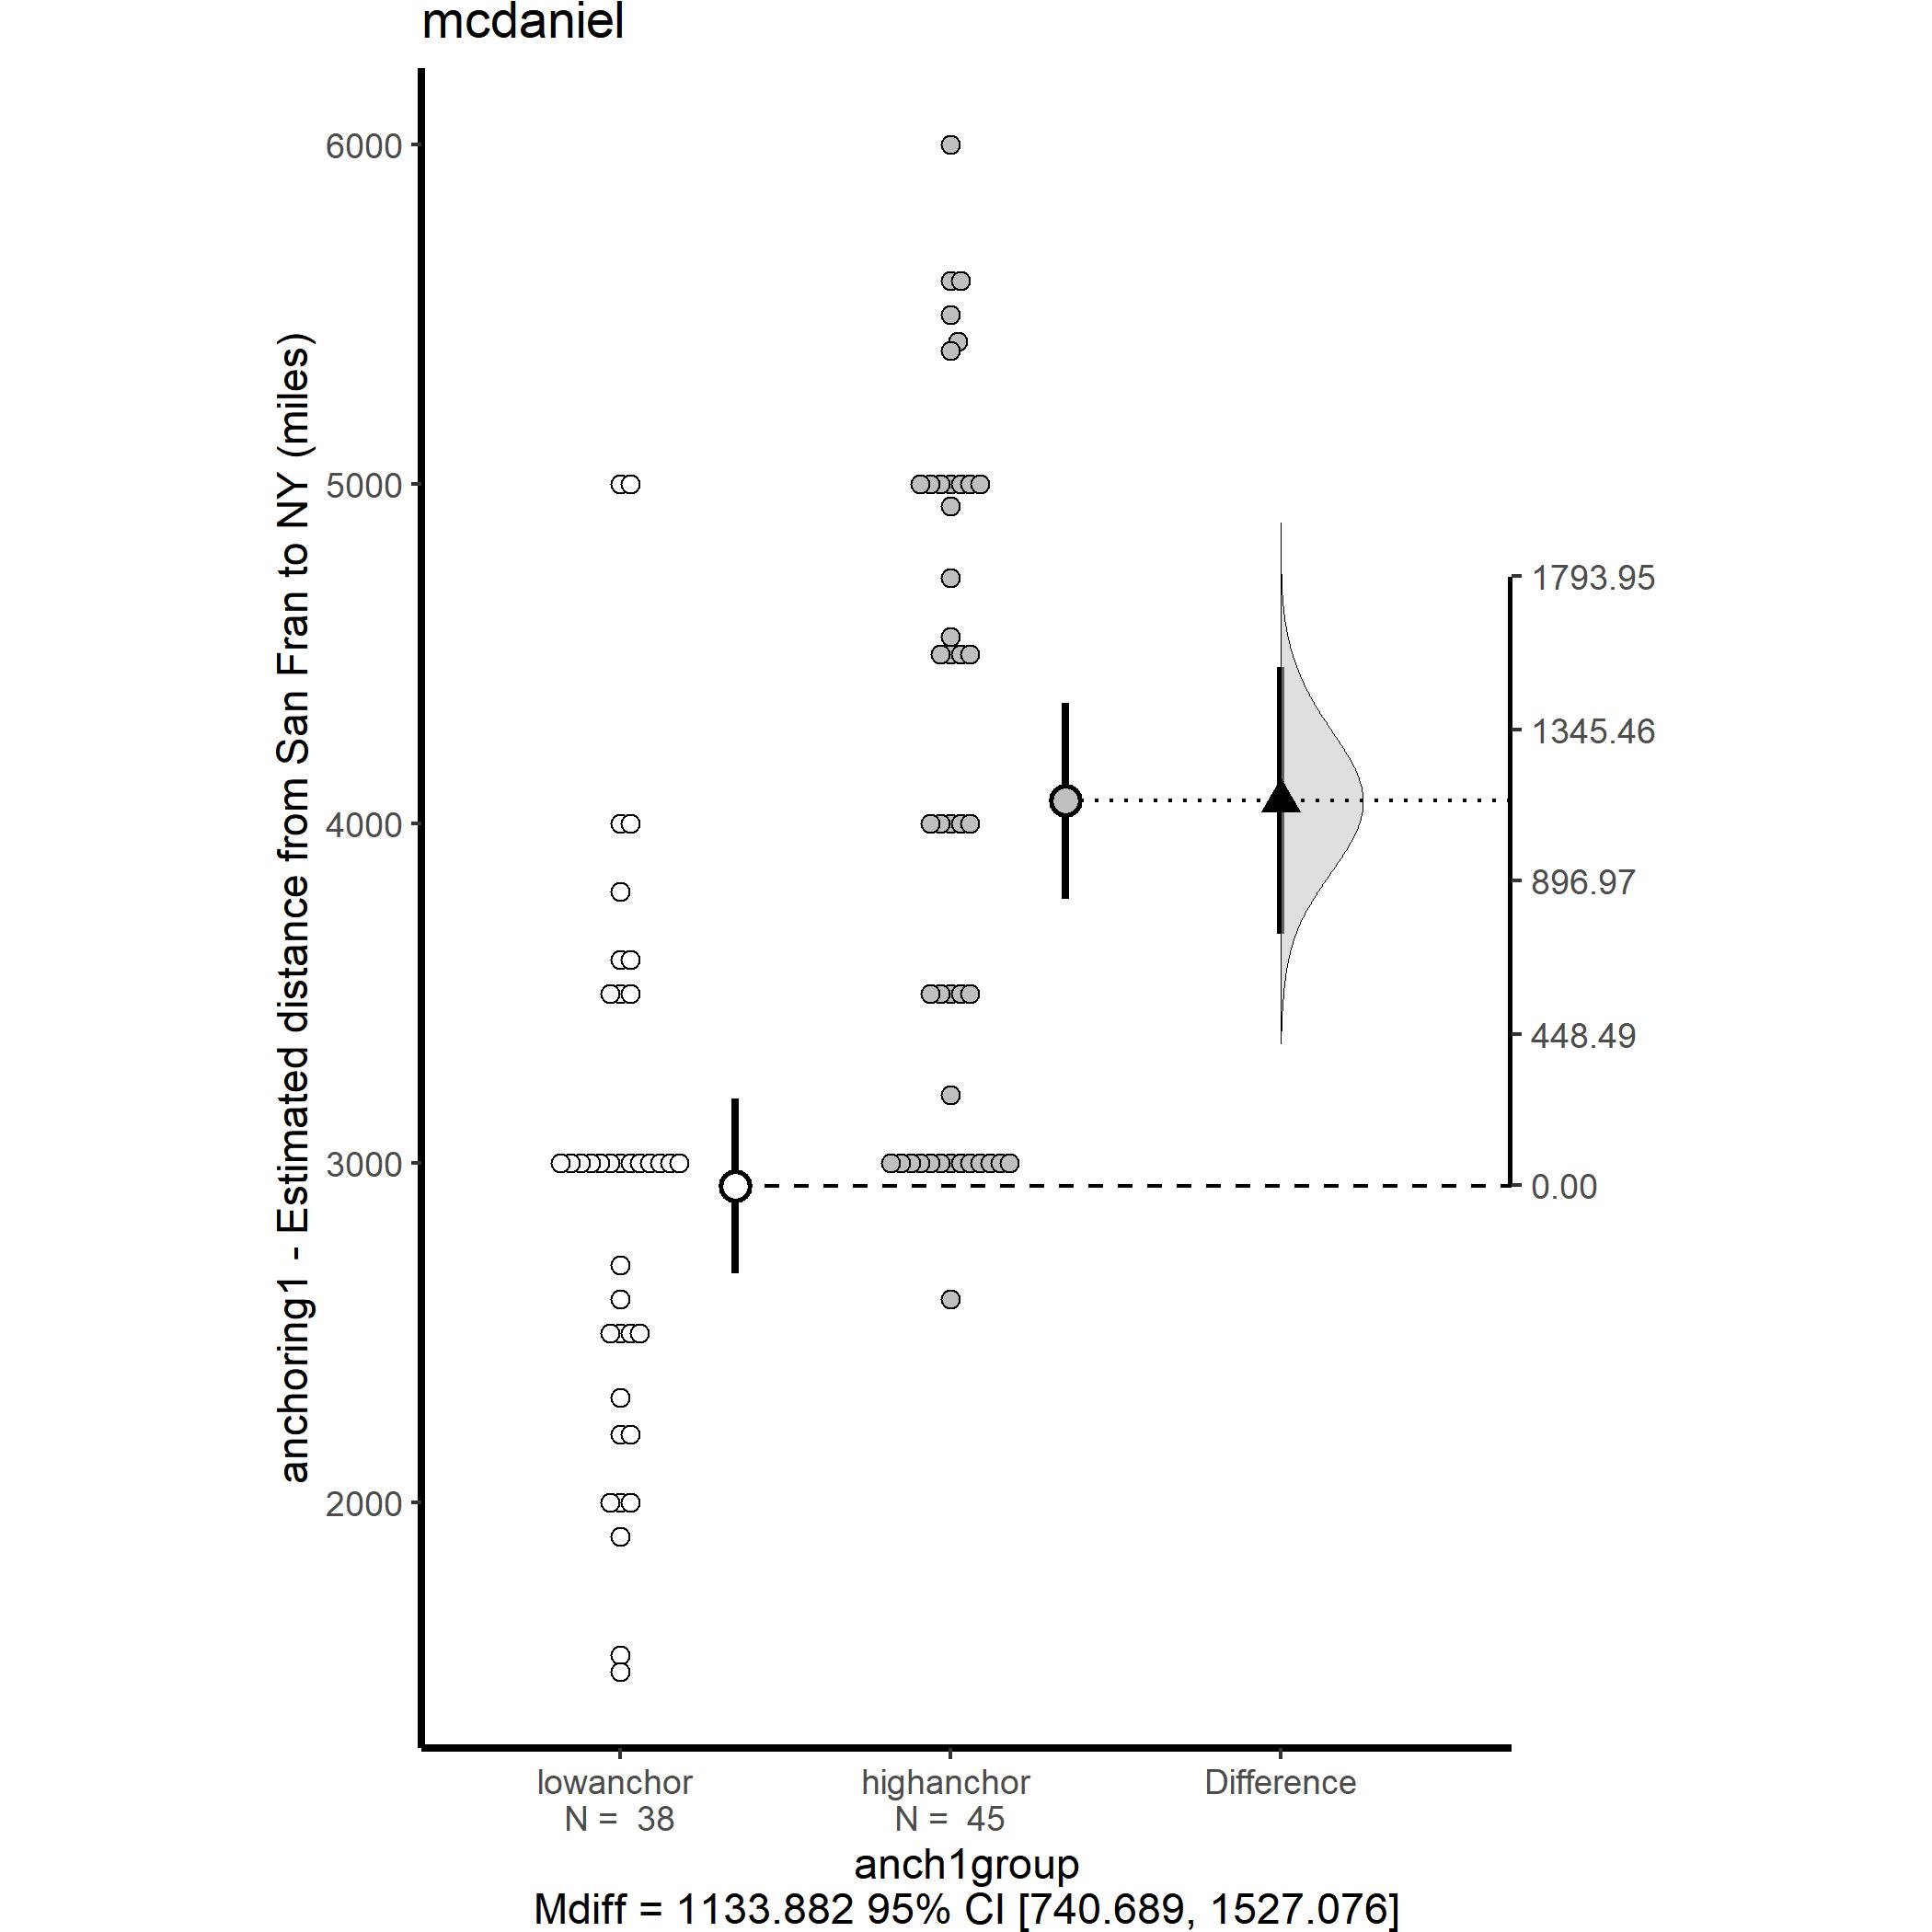 mcdaniel
anchoring1 - Estimated distance from San Fran to NY (miles)
6000
5000
4000
3000
2000
1793.95
1345.46
896.97
448.49
0.00
lowanchor
N =  38
highanchor
N =  45
Difference
anch1group
Mdiff = 1133.882 95% CI [740.689, 1527.076]